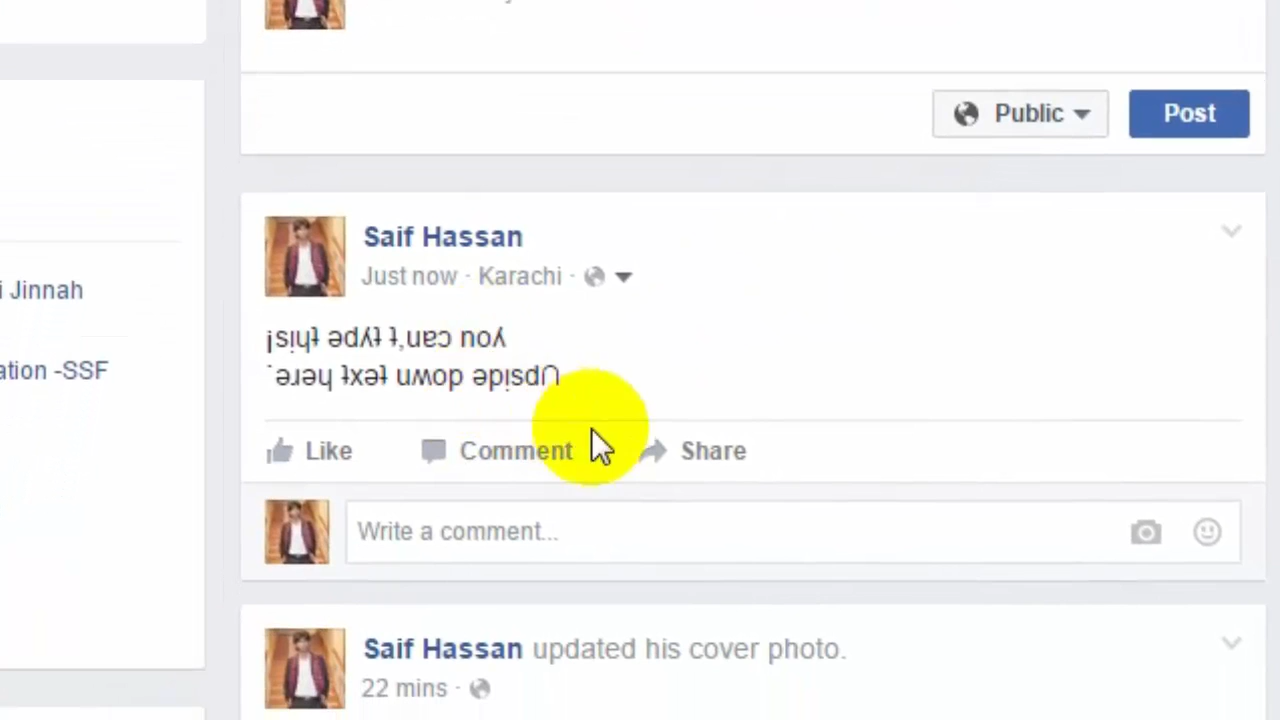 Public
Post
Saif Hassan
Just now · Karachi ·
¡sıɥʇ ǝdʎʇ ʇ,uɐɔ noʎ
˙ǝɹǝɥ ʇxǝʇ uʍop ǝpısd∩
Like Comment Share
Write a comment...
Saif Hassan updated his cover photo.
22 mins ·
i Jinnah
ation -SSF